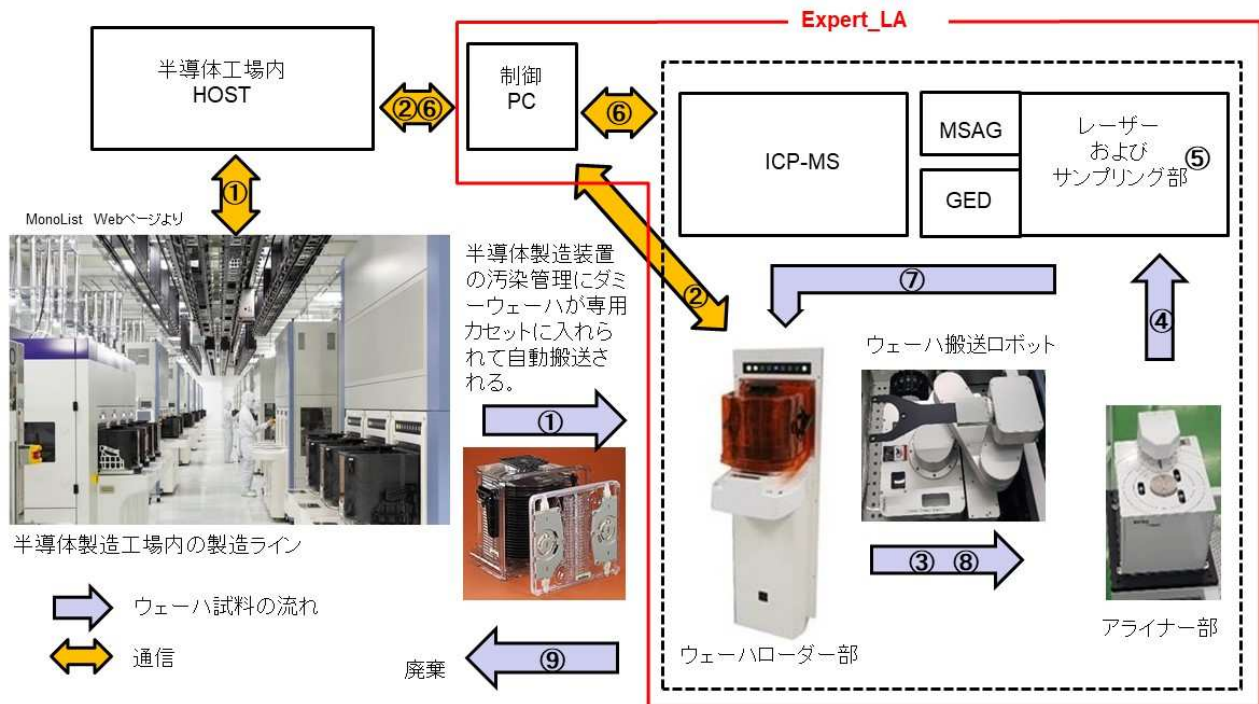 Expert_LA
半導体工場内
HOST
②⑥
制御
PC
⑥
ICP-MS
MSAG
GED
レーザー
および
サンプリング部
⑤
①
MonoList Webページより
半導体製造装置
の汚染管理にダミ
ーウェーハが専用
カセットに入れら
れて自動搬送さ
れる。
②
⑦
④
ウェーハ搬送ロボット
①
③ ⑧
半導体製造工場内の製造ライン
ウェーハ試料の流れ
通信
廃棄
⑨
ウェーハローダー部
アライナー部